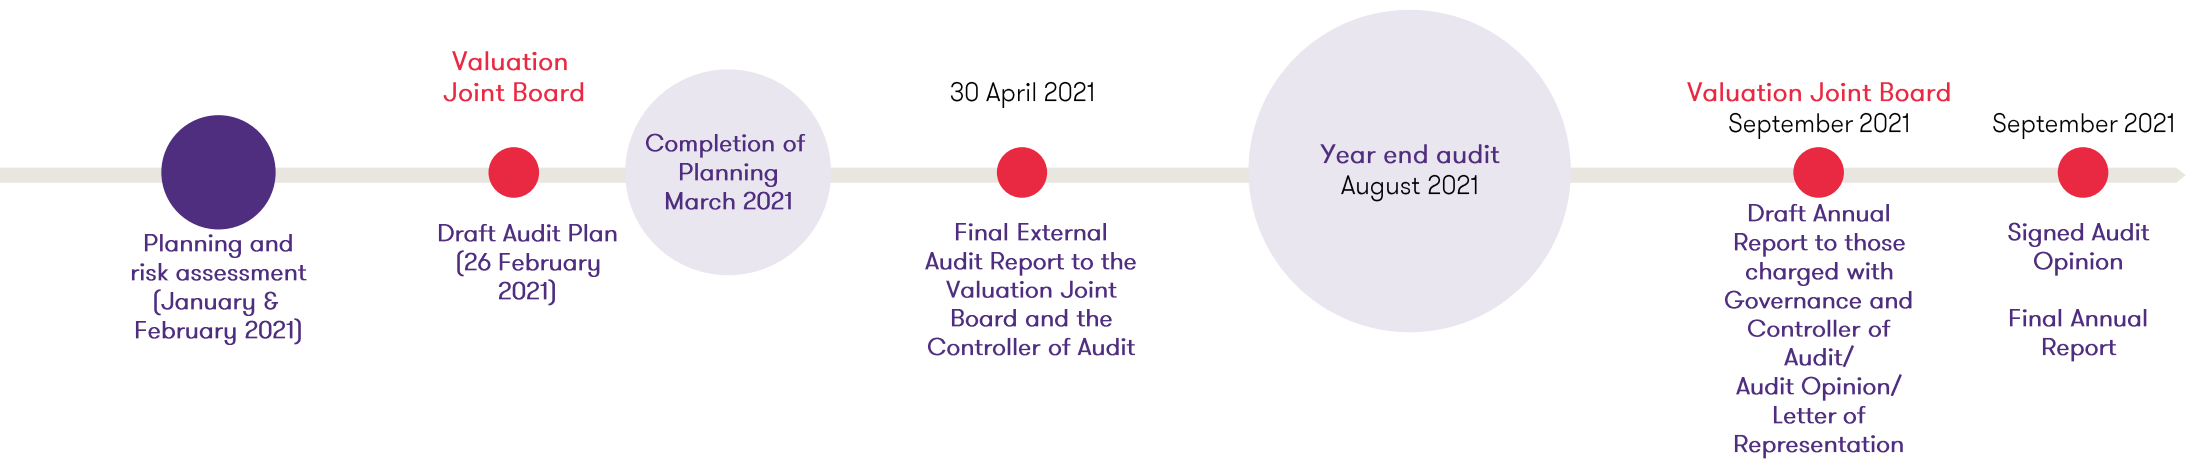 Planning and
risk assessment
(January &
February 2021)
Valuation
Joint Board
Draft Audit Plan
(26 February
2021)
Completion of
Planning
March 2021
30 April 2021
Final External
Audit Report to the
Valuation Joint
Board and the
Controller of Audit
Year end audit
August 2021
Valuation Joint Board
September 2021
Draft Annual
Report to those
charged with
Governance and
Controller of
Audit/
Audit Opinion/
Letter of
Representation
September 2021
Signed Audit
Opinion
Final Annual
Report